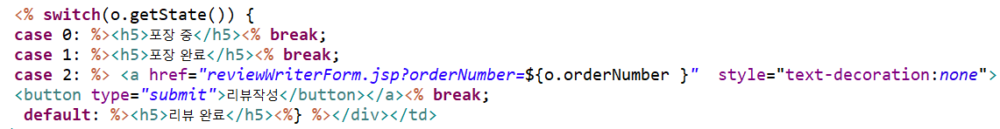 <% switch(o.getState()) {
case 0: %><h5>포장 중</h5><% break;
case 1: %><h5>포장 완료</h5><% break;
case 2: %> <a href="reviewWriterForm.jsp?orderNumber=${o.orderNumber }"  style="text-decoration:none">
<button type="submit">리뷰작성</button></a><% break;
 default: %><h5>리뷰 완료</h5><%} %></div></td>